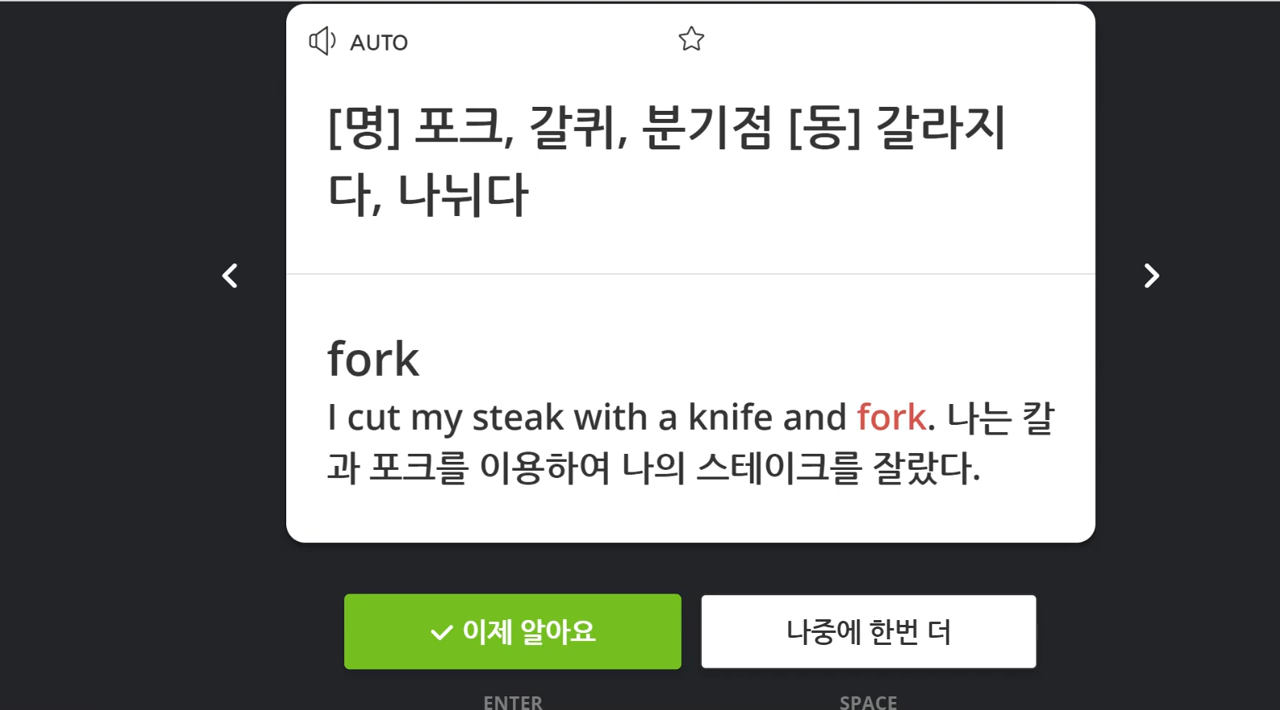 AUTO
[명] 포크, 갈퀴, 분기점 [동] 갈라지
다, 나뉘다
fork
I cut my steak with a knife and fork. 나는 칼
과 포크를 이용하여 나의 스테이크를 잘랐다.
이제 알아요
나중에 한번 더
ENTER
SPACE